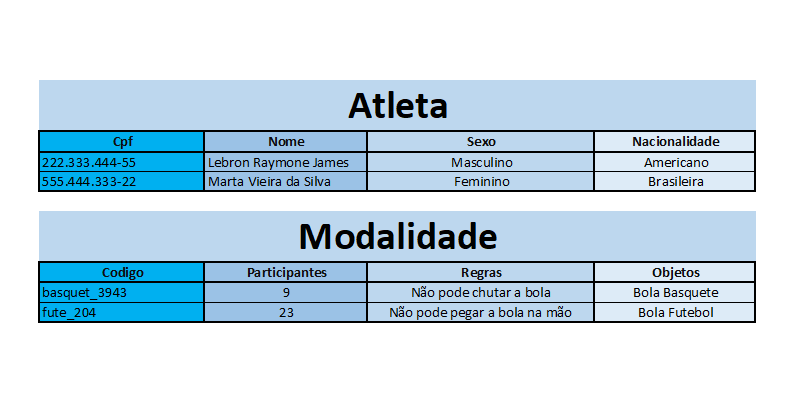 Atleta
Cpf Nome Sexo Nacionalidade
222.333.444-55 Lebron Raymone James Masculino Americano
555.444.333-22 Marta Vieira da Silva Feminino Brasileira
Modalidade
Codigo Participantes Regras Objetos
basquet_3943 9 Não pode chutar a bola Bola Basquete
fute_204 23 Não pode pegar a bola na mão Bola Futebol